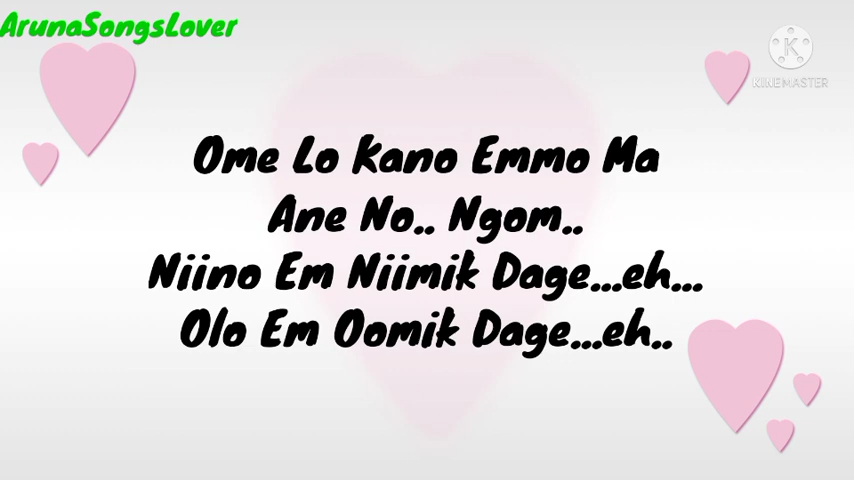 ArunaSongsLover
KINEMASTER
Ome Lo Kano Emmo Ma
Ane No.. Ngom..
Niino Em Niimik Dage...eh...
Olo Em Oomik Dage...eh..